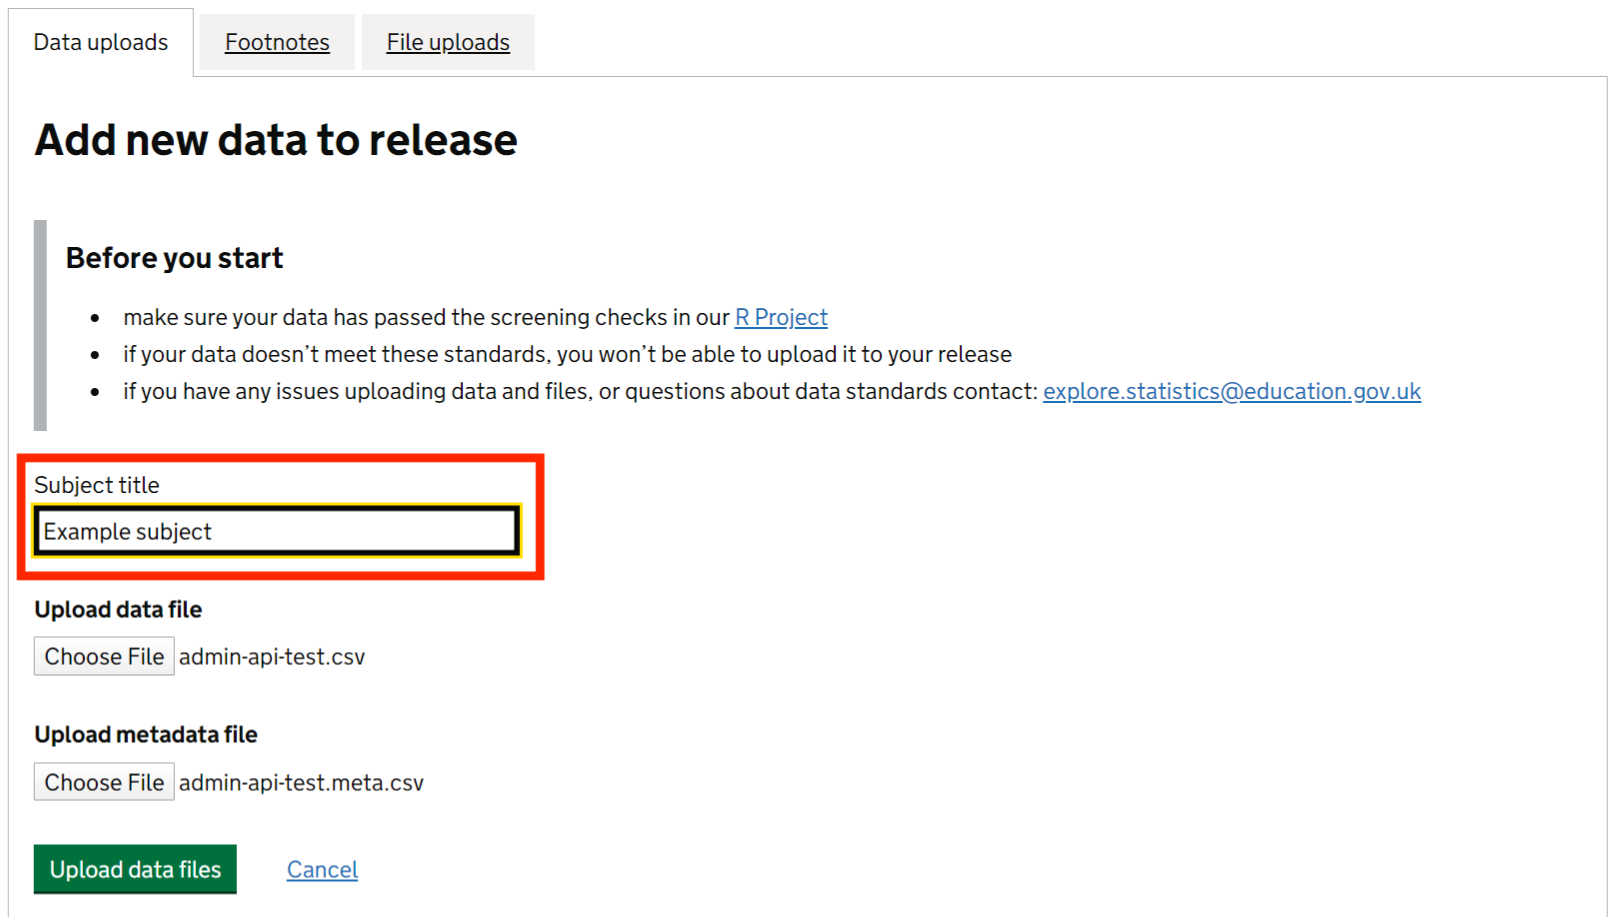 Data uploads Footnotes File uploads
Add new data to release
Before you start
• make sure your data has passed the screening checks in our R Project
• if your data doesn’t meet these standards, you won’t be able to upload it to your release
• if you have any issues uploading data and files, or questions about data standards contact: explore.statistics@education.gov.uk
Subject title
Example subject
Upload data file
Choose File admin-api-test.csv
Upload metadata file
Choose File admin-api-test.meta.csv
Upload data files Cancel